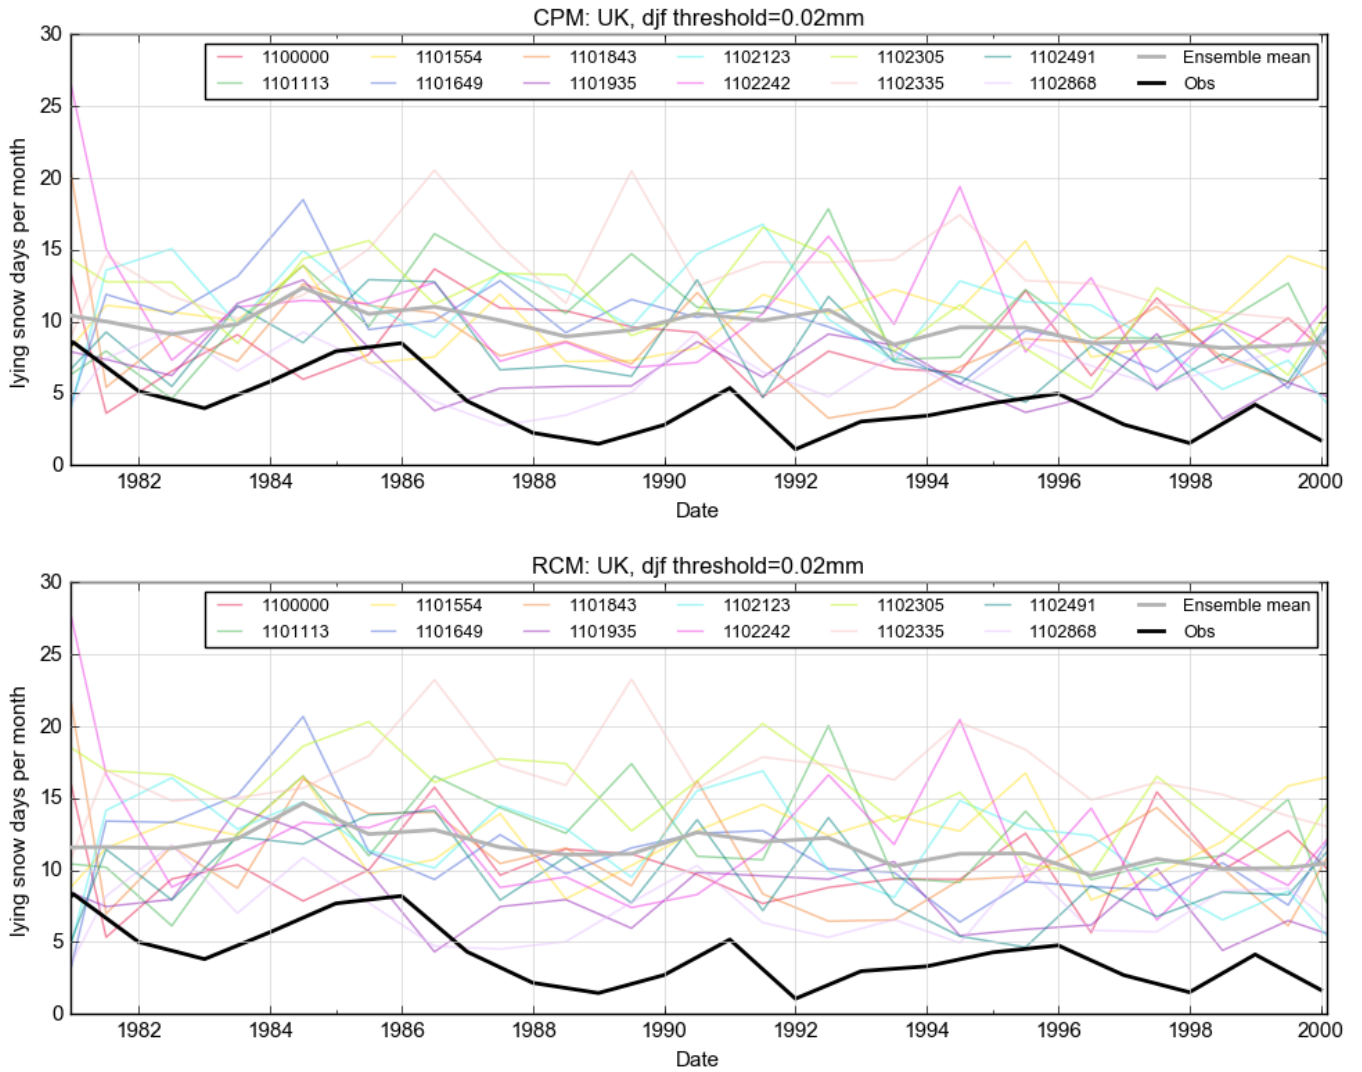 CPM: UK, djf threshold=0.02mm
30
25
20
15
10
5
0
lying snow days per month
1100000 1101554 1101843 1102123 1102305 1102491 Ensemble mean
1101113 1101649 1101935 1102242 1102335 1102868 Obs
1982 1984 1986 1988 1990 1992 1994 1996 1998 2000
Date
RCM: UK, djf threshold=0.02mm
30
25
20
15
10
5
0
lying snow days per month
1100000 1101554 1101843 1102123 1102305 1102491 Ensemble mean
1101113 1101649 1101935 1102242 1102335 1102868 Obs
1982 1984 1986 1988 1990 1992 1994 1996 1998 2000
Date